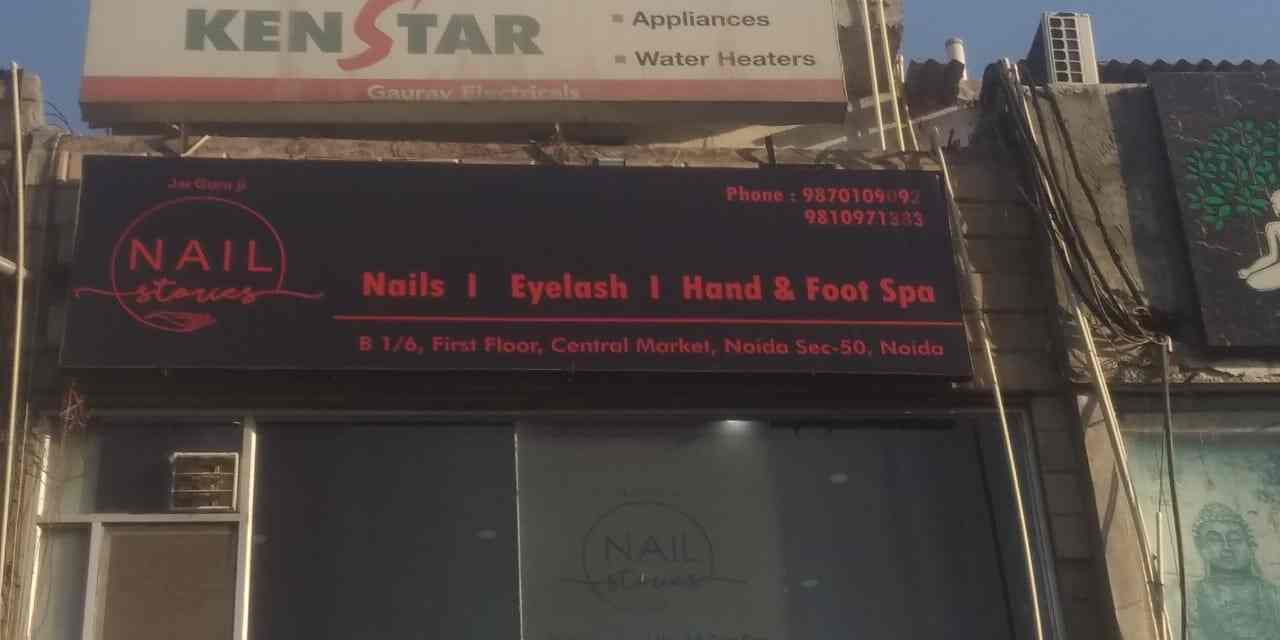 KENSTAR
▪ Appliances
▪ Water Heaters
Gaurav Electricals
Jai Guru ji
NAIL
stories
Phone : 9870109092
9810971383
Nails | Eyelash | Hand & Foot Spa
B 1/6, First Floor, Central Market, Noida Sec-50, Noida
NAIL
stories